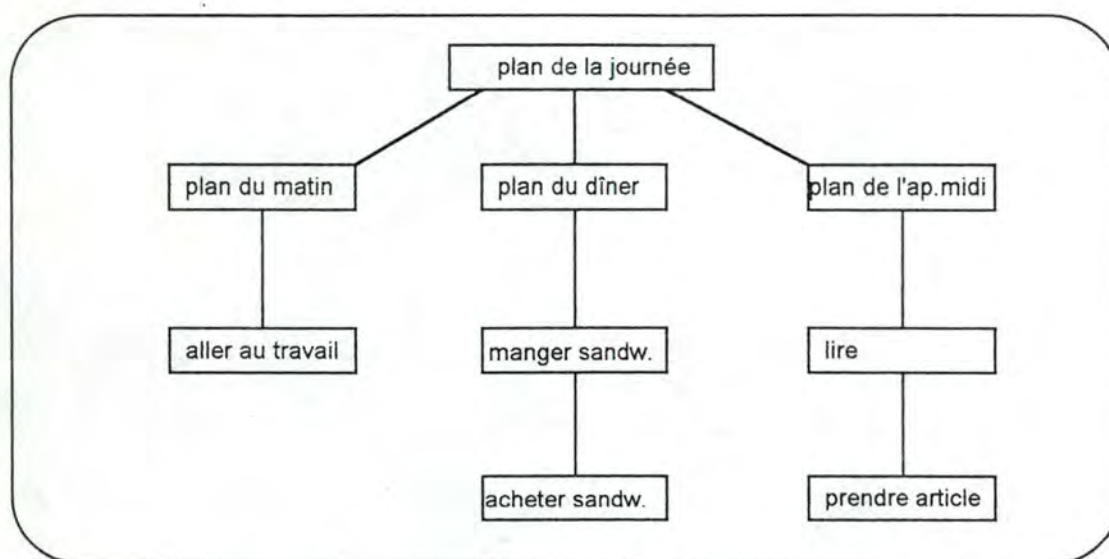 plan de la journée
plan du matin
plan du dîner
plan de l'ap.midi
aller au travail
manger sandw.
lire
acheter sandw.
prendre article